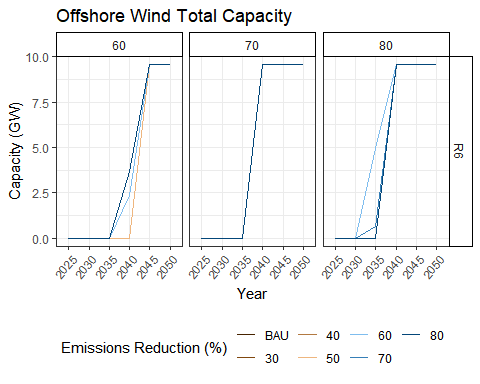 Offshore Wind Total Capacity
60 70 80
10.0
7.5
5.0
2.5
0.0
Capacity (GW)
R6
2025 2030 2035 2040 2045 2050 2025 2030 2035 2040 2045 2050 2025 2030 2035 2040 2045 2050
Year
Emissions Reduction (%)
BAU 40 60 80
30 50 70